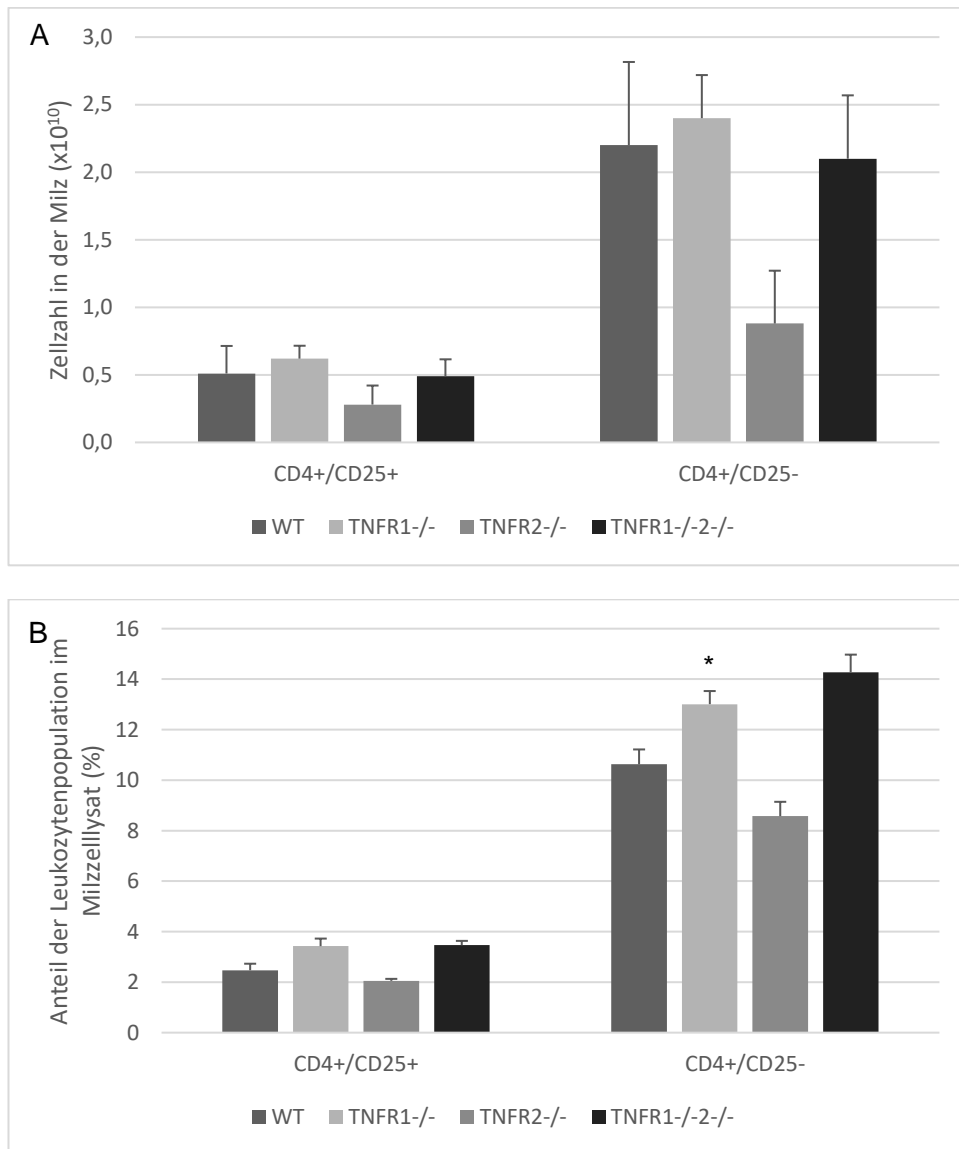 A
Zellzahl in der Milz (x10¹⁰)
3,0
2,5
2,0
1,5
1,0
0,5
0,0
CD4+/CD25+ CD4+/CD25-
WT TNFR1-/- TNFR2-/- TNFR1-/-2-/-
B
Anteil der Leukozytenpopulation im
Milzzelllysat (%)
16
14
12
10
8
6
4
2
0
*
CD4+/CD25+ CD4+/CD25-
WT TNFR1-/- TNFR2-/- TNFR1-/-2-/-